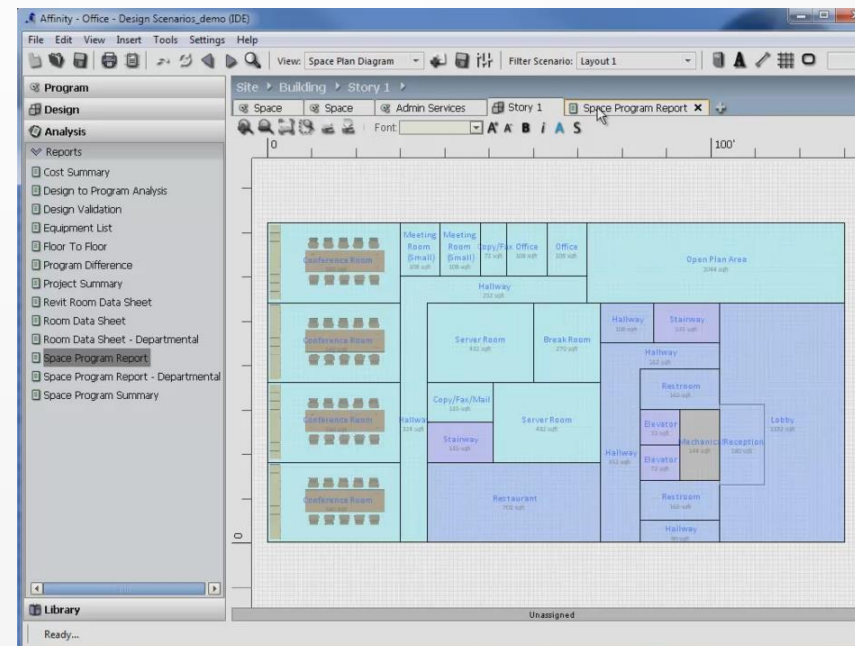 Affinity - Office - Design Scenarios_demo (IDE)
File Edit View Insert Tools Settings Help
View: Space Plan Diagram Filter Scenario: Layout 1
Program
Design
Analysis
Reports
Cost Summary
Design to Program Analysis
Design Validation
Equipment List
Floor To Floor
Program Difference
Project Summary
Revit Room Data Sheet
Room Data Sheet
Room Data Sheet - Departmental
Space Program Report
Space Program Report - Departmental
Space Program Summary
Library
Ready...
Site Building Story 1
Space Space Admin Services Story 1 Space Program Report
Font A A B i A S
0 100'
Meeting Room (Small)
Meeting Room (Small)
Copy/Fax
Office
Office
Open Plan Area
Conference Room
Hallway
Conference Room
Server Room
Break Room
Hallway
Stairway
Hallway
Restroom
Conference Room
Hallway
Copy/Fax/Mail
Stairway
Server Room
Hallway
Elevator
Elevator
Reception
Lobby
Conference Room
Restaurant
Restroom
Hallway
0
Unassigned